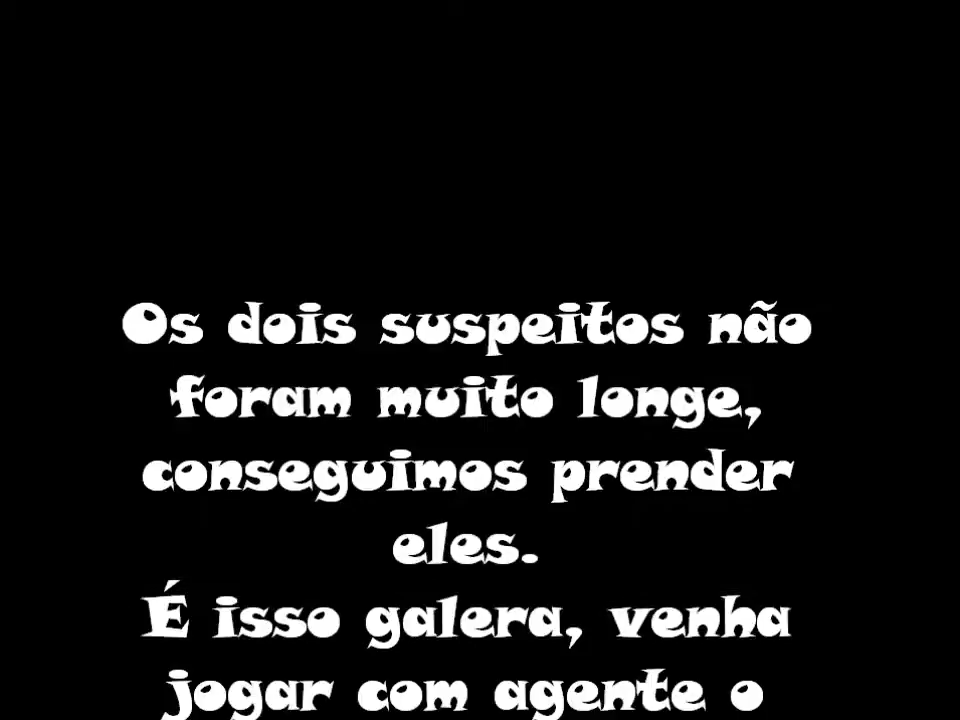 Os dois suspeitos não
foram muito longe,
conseguimos prender
eles.
É isso galera, venha
jogar com agente o